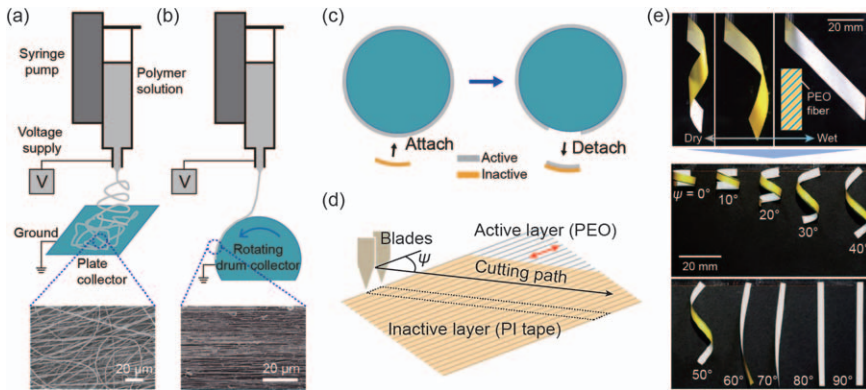 (a)
Syringe
pump
Polymer
solution
Voltage
supply
V
Ground
Plate
collector
20 μm
(b)
V
Rotating
drum collector
20 μm
(c)
Attach
Detach
Active
Inactive
(d)
Blades
ψ
Active layer (PEO)
Cutting path
Inactive layer (PI tape)
(e)
20 mm
PEO
fiber
Dry
Wet
ψ = 0°
10°
20°
30°
40°
20 mm
50°
60°
70°
80°
90°